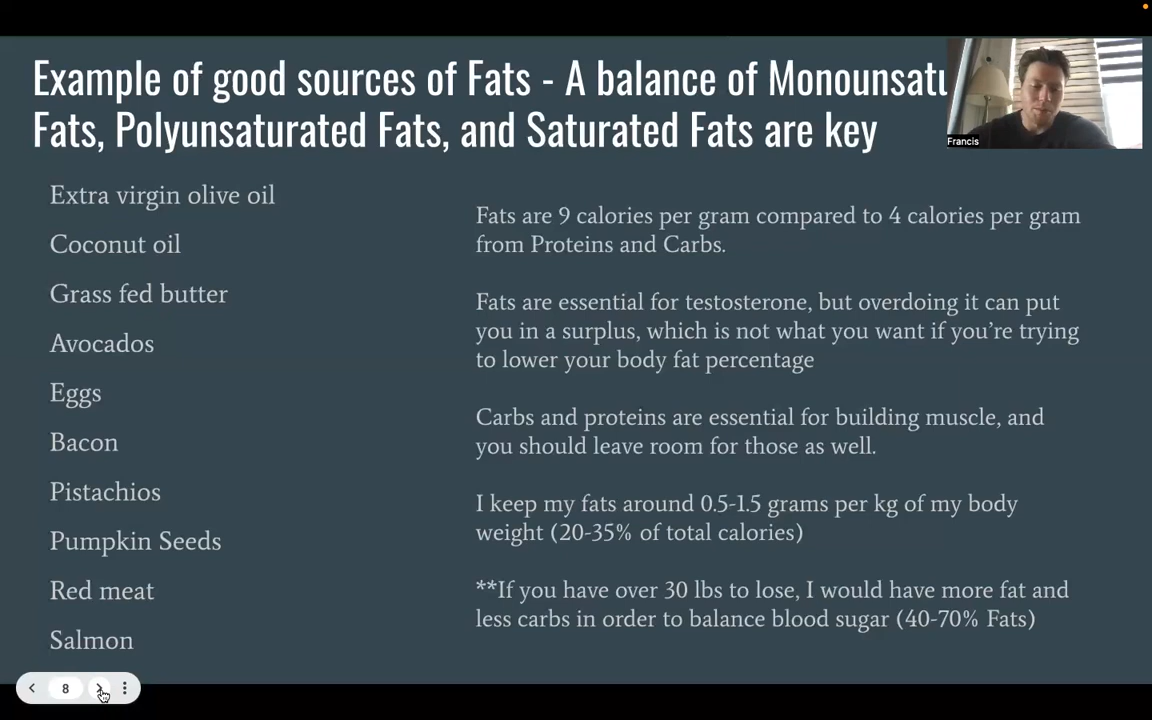 Example of good sources of Fats - A balance of
Fats, Polyunsaturated Fats, and Saturated Fats are key
Francis
Extra virgin olive oil
Coconut oil
Grass fed butter
Avocados
Eggs
Bacon
Pistachios
Pumpkin Seeds
Red meat
Salmon
Fats are 9 calories per gram compared to 4 calories per gram
from Proteins and Carbs.
Fats are essential for testosterone, but overdoing it can put
you in a surplus, which is not what you want if you’re trying
to lower your body fat percentage
Carbs and proteins are essential for building muscle, and
you should leave room for those as well.
I keep my fats around 0.5-1.5 grams per kg of my body
weight (20-35% of total calories)
**If you have over 30 lbs to lose, I would have more fat and
less carbs in order to balance blood sugar (40-70% Fats)
8